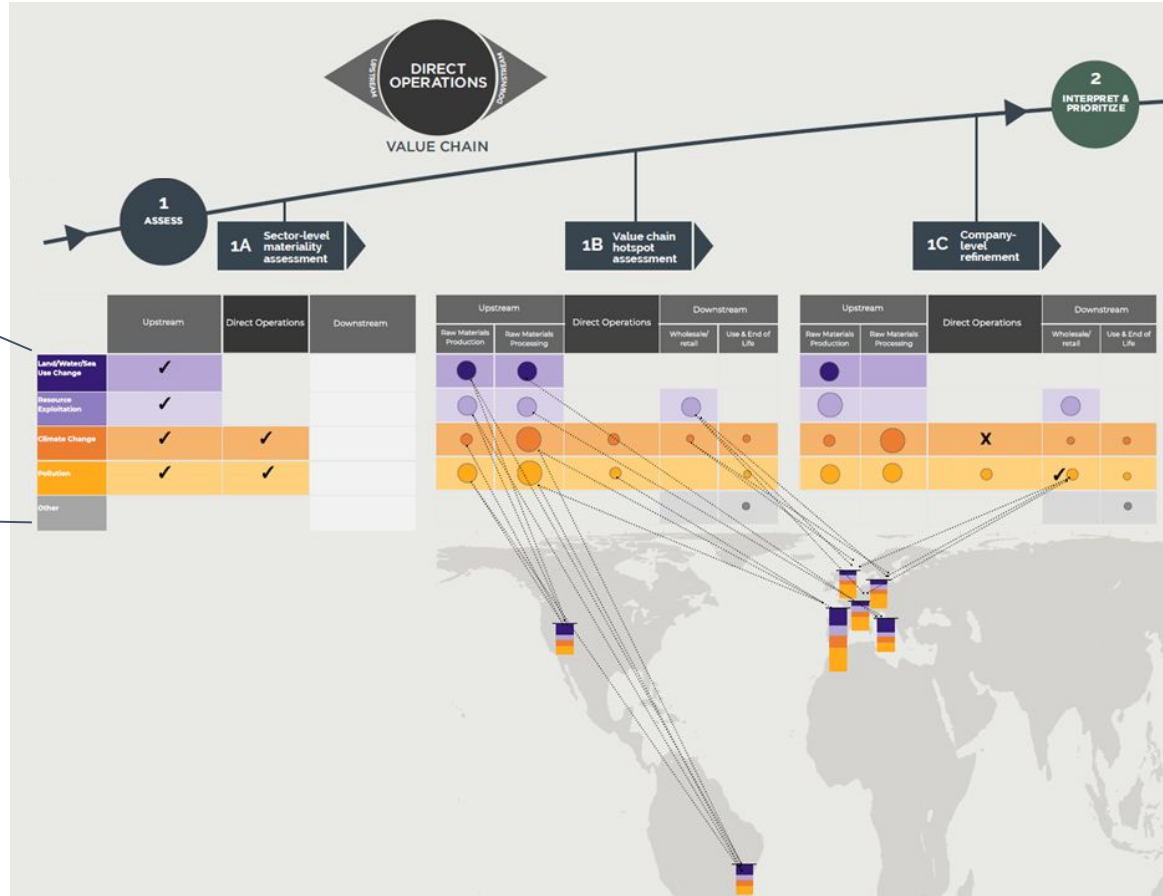 UPSTREAM
DIRECT
OPERATIONS
DOWNSTREAM
VALUE CHAIN
1
ASSESS
2
INTERPRET &
PRIORITIZE
1A
Sector-level
materiality
assessment
1B
Value chain
hotspot
assessment
1C
Company-
level
refinement
Upstream
Direct Operations
Downstream
Land/Water/Sea
Use Change
✓
Resource
Exploitation
✓
Climate Change
✓ ✓
Pollution
✓ ✓
Other
Upstream
Direct Operations
Downstream
Raw Materials
Production
Raw Materials
Processing
Wholesale/
retail
Use & End of
Life
Upstream
Direct Operations
Downstream
Raw Materials
Production
Raw Materials
Processing
Wholesale/
retail
Use & End of
Life
X
✓